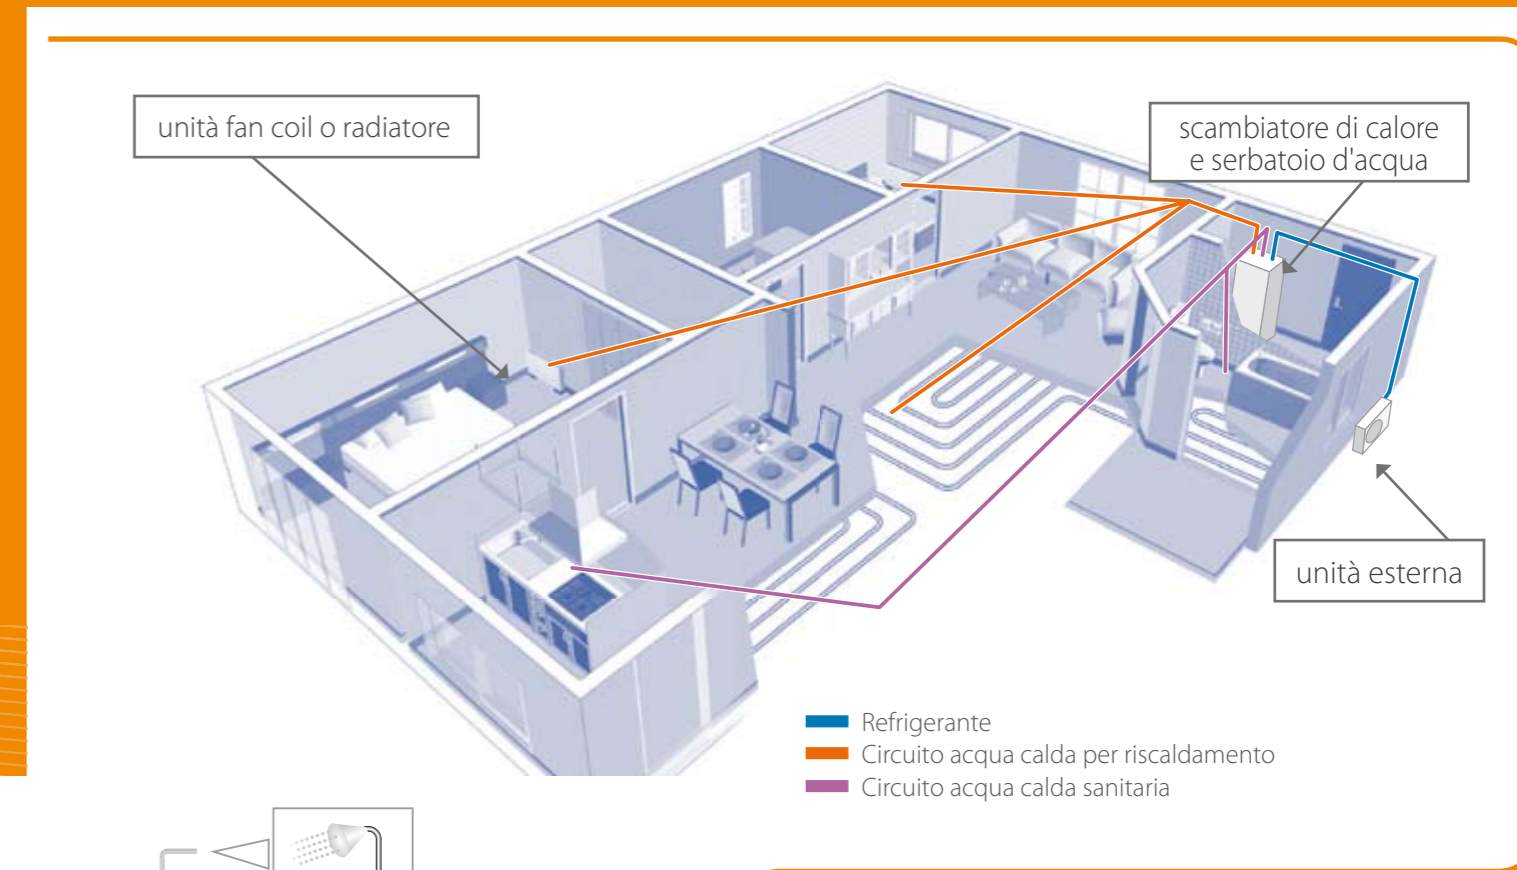 unità fan coil o radiatore
scambiatore di calore
e serbatoio d'acqua
unità esterna
Refrigerante
Circuito acqua calda per riscaldamento
Circuito acqua calda sanitaria